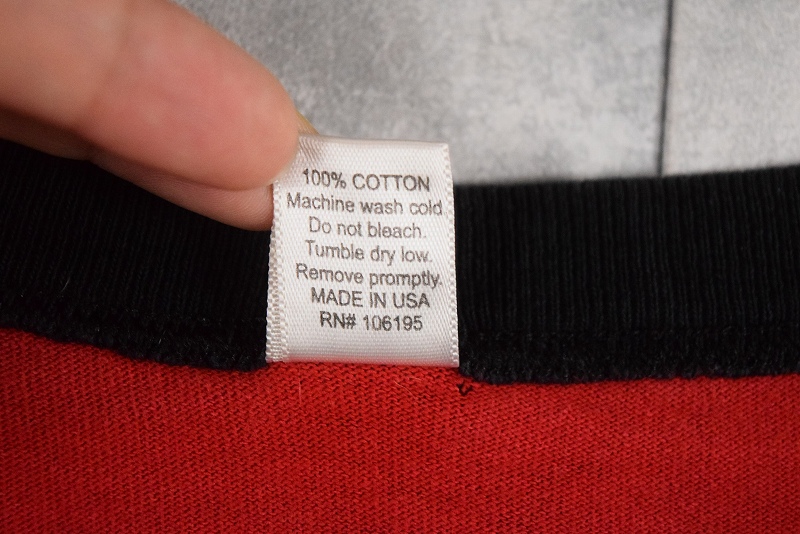 100% COTTON
Machine wash cold
Do not bleach.
Tumble dry low.
Remove promptly.
MADE IN USA
RN# 106195